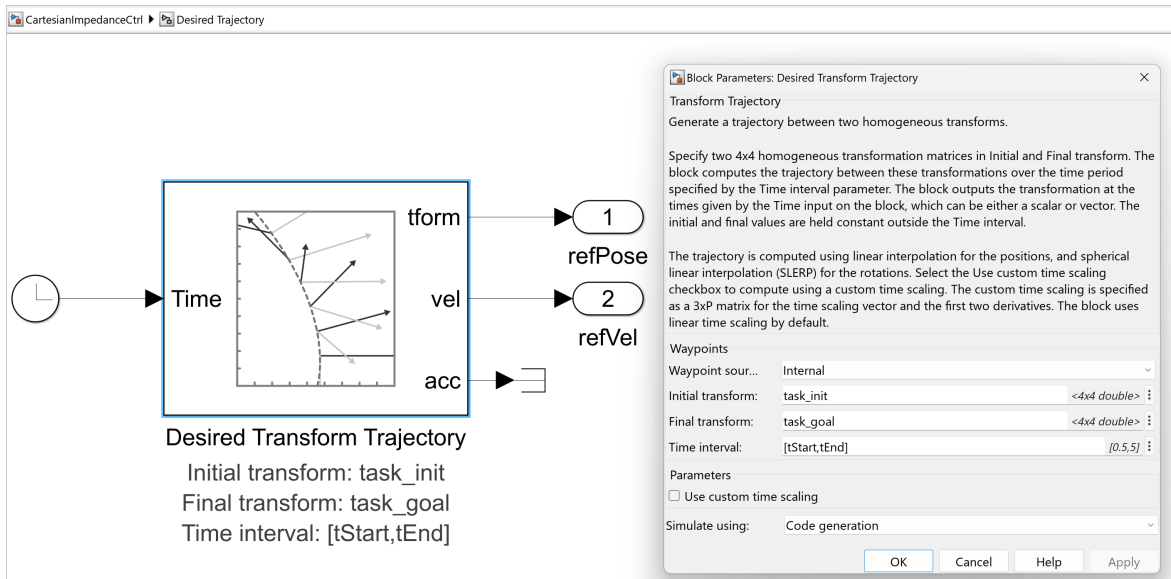 CartesianImpedanceCtrl ▶ Desired Trajectory
Time
tform
vel
acc
1
refPose
2
refVel
Desired Transform Trajectory
Initial transform: task_init
Final transform: task_goal
Time interval: [tStart,tEnd]
Block Parameters: Desired Transform Trajectory
Transform Trajectory
Generate a trajectory between two homogeneous transforms.
Specify two 4x4 homogeneous transformation matrices in Initial and Final transform. The
block computes the trajectory between these transformations over the time period
specified by the Time interval parameter. The block outputs the transformation at the
times given by the Time input on the block, which can be either a scalar or vector. The
initial and final values are held constant outside the Time interval.
The trajectory is computed using linear interpolation for the positions, and spherical
linear interpolation (SLERP) for the rotations. Select the Use custom time scaling
checkbox to compute using a custom time scaling. The custom time scaling is specified
as a 3xP matrix for the time scaling vector and the first two derivatives. The block uses
linear time scaling by default.
Waypoints
Waypoint sour... Internal
Initial transform: task_init <4x4 double>
Final transform: task_goal <4x4 double>
Time interval: [tStart,tEnd] [0.5,5]
Parameters
Use custom time scaling
Simulate using: Code generation
OK Cancel Help Apply